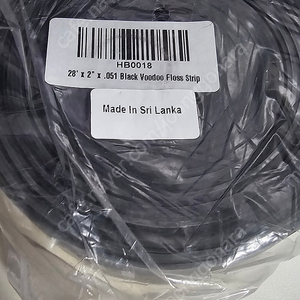 HB0018
28' x 2" x .051 Black Voodoo Floss Strip
Made In Sri Lanka